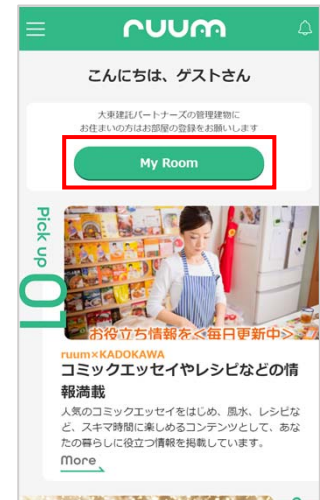 ruum
こんにちは、ゲストさん
大東建託パートナーズの管理建物に
お住まいの方はお部屋の登録をお願いします
My Room
Pick up
01
お役立ち情報を<毎日更新中>
ruum×KADOKAWA
コミックエッセイやレシピなどの情
報満載
人気のコミックエッセイをはじめ、風水、レシピな
ど、スキマ時間に楽しめるコンテンツとして、あな
たの暮らしに役立つ情報を掲載しています。
More